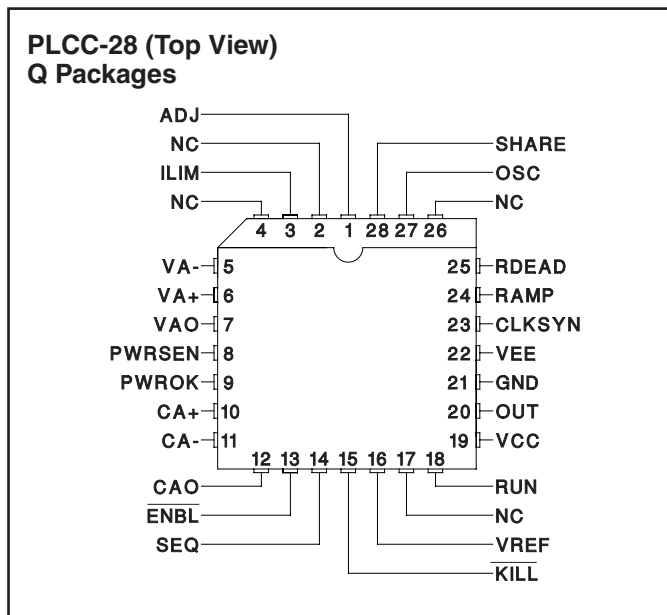 PLCC-28 (Top View)
Q Packages
ADJ
NC
ILIM
NC
SHARE
OSC
NC
4 3 2 1 28 27 26
VA- 5
VA+ 6
VAO 7
PWRSEN 8
PWROK 9
CA+ 10
CA- 11
25 RDEAD
24 RAMP
23 CLKSYN
22 VEE
21 GND
20 OUT
19 VCC
12 13 14 15 16 17 18
CAO
ENBL
SEQ
RUN
NC
VREF
KILL